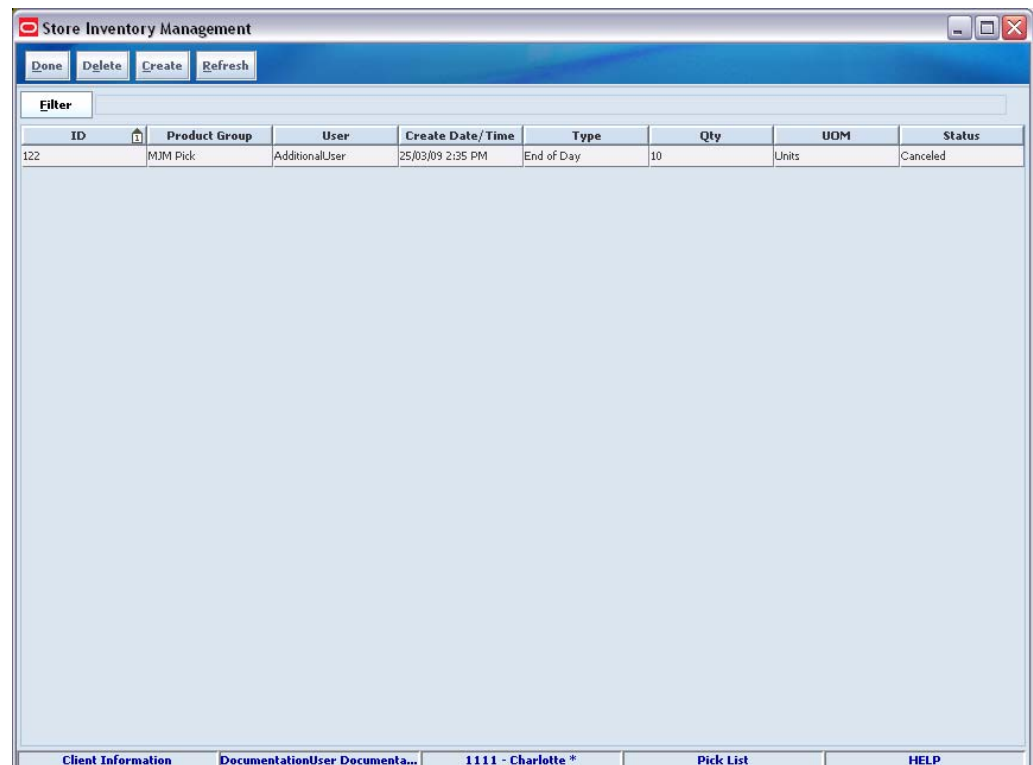 Store Inventory Management
Done Delete Create Refresh
Filter
ID 1 Product Group User Create Date/Time Type Qty UOM Status
122 MJM Pick AdditionalUser 25/03/09 2:35 PM End of Day 10 Units Canceled
Client Information DocumentationUser Documenta... 1111 - Charlotte * Pick List HELP